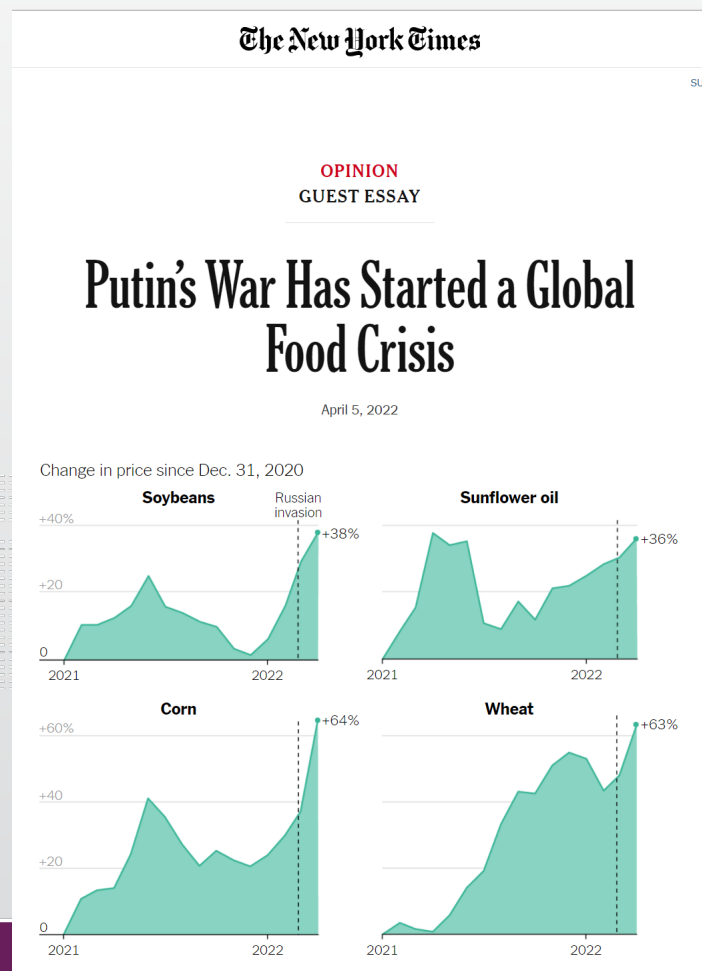 The New York Times
SU
OPINION
GUEST ESSAY
Putin's War Has Started a Global
Food Crisis
April 5, 2022
Change in price since Dec. 31, 2020
Soybeans
Russian
invasion
+40%
+38%
+20
0
2021
2022
Sunflower oil
+36%
2021
2022
Corn
+60%
+64%
+40
+20
0
2021
2022
Wheat
+63%
2021
2022